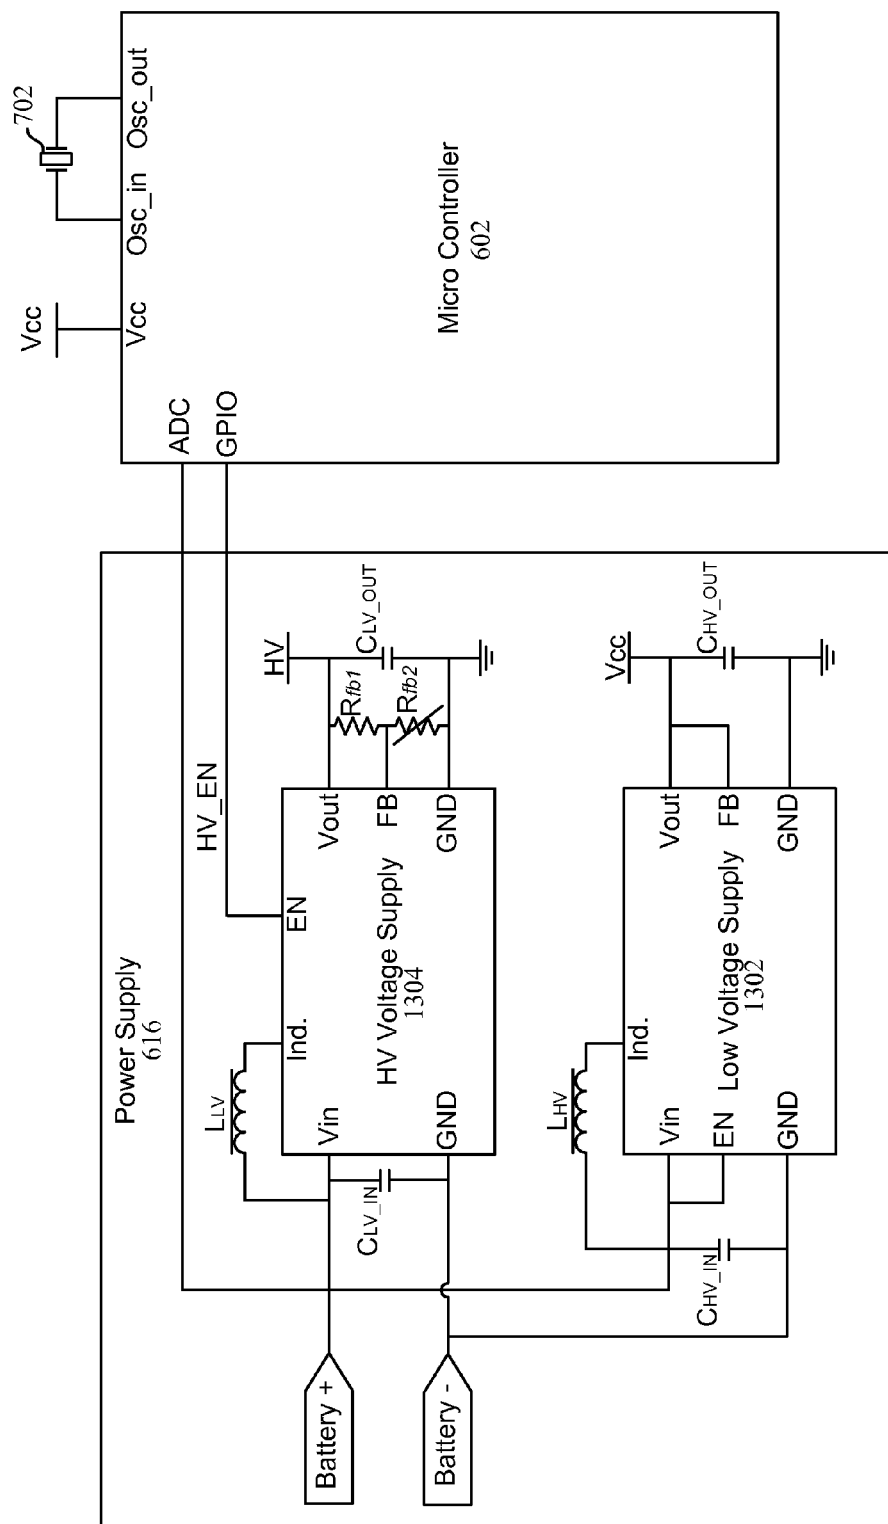 Power Supply
616
Battery +
Battery -
LLV
CLV_IN
Vin
GND
Ind.
EN
HV Voltage Supply
1304
Vout
FB
GND
HV_EN
HV
Rfb1
Rfb2
CLV_OUT
LHV
CHV_IN
Vin
EN
GND
Ind.
Low Voltage Supply
1302
Vout
FB
GND
Vcc
CHV_OUT
ADC
GPIO
Vcc
Vcc
Osc_in
Osc_out
702
Micro Controller
602